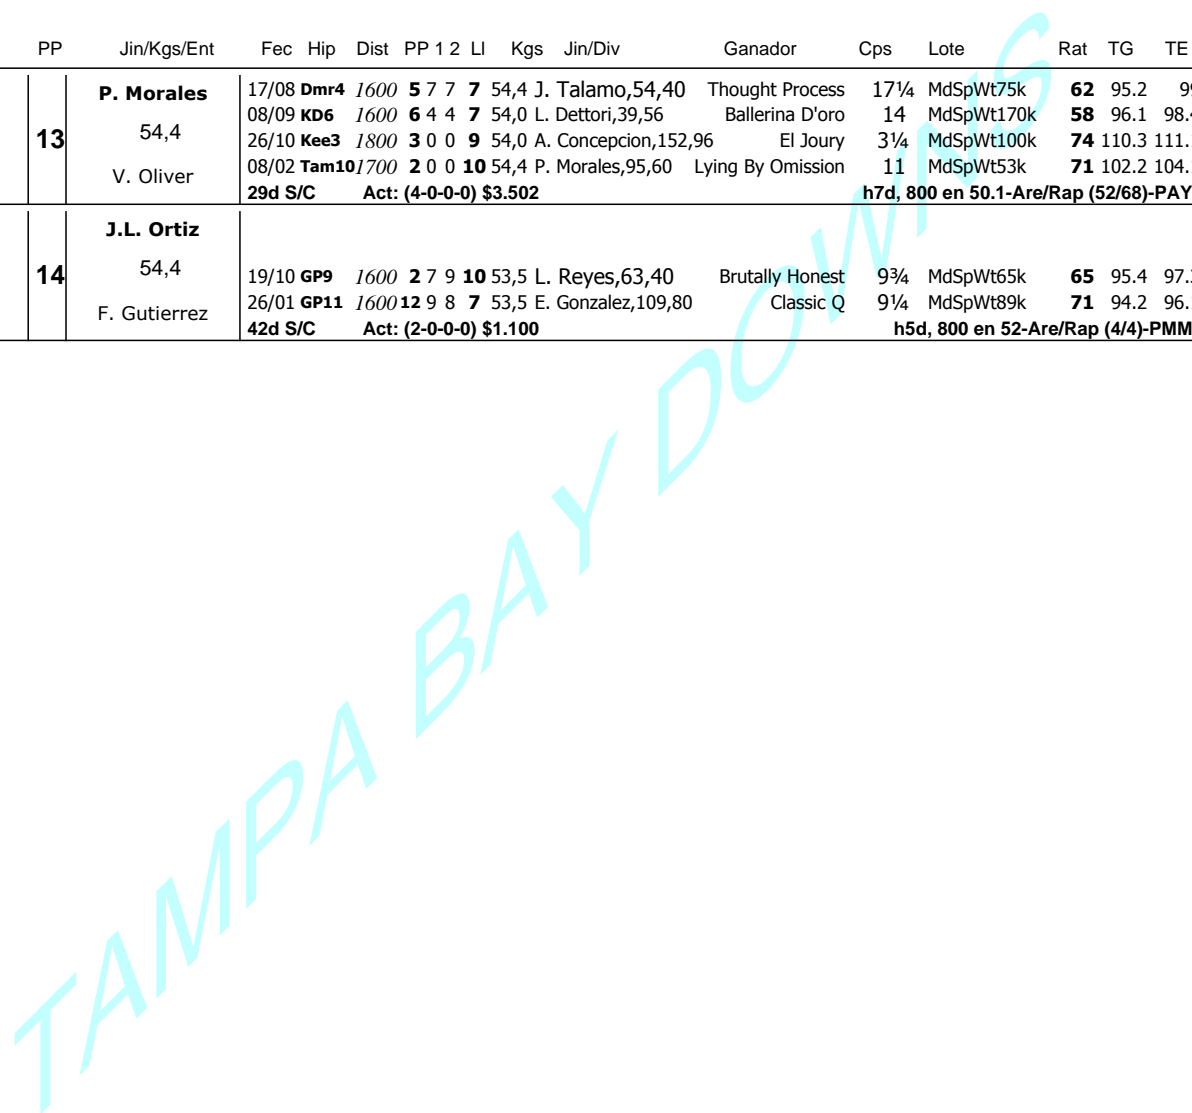 PP Jin/Kgs/Ent Fec Hip Dist PP 1 2 Ll Kgs Jin/Div Ganador Cps Lote Rat TG TE
13 P. Morales 54,4 V. Oliver
17/08 Dmr4 1600 5 7 7 7 54,4 J. Talamo,54,40 Thought Process 17¼ MdSpWt75k 62 95.2 99
08/09 KD6 1600 6 4 4 7 54,0 L. Dettori,39,56 Ballerina D'oro 14 MdSpWt170k 58 96.1 98.4
26/10 Kee3 1800 3 0 0 9 54,0 A. Concepcion,152,96 El Joury 3¼ MdSpWt100k 74 110.3 111.
08/02 Tam10 1700 2 0 0 10 54,4 P. Morales,95,60 Lying By Omission 11 MdSpWt53k 71 102.2 104.
29d S/C Act: (4-0-0-0) $3.502 h7d, 800 en 50.1-Are/Rap (52/68)-PAY
14 J.L. Ortiz 54,4 F. Gutierrez
19/10 GP9 1600 2 7 9 10 53,5 L. Reyes,63,40 Brutally Honest 9¾ MdSpWt65k 65 95.4 97.
26/01 GP11 1600 12 9 8 7 53,5 E. Gonzalez,109,80 Classic Q 9¼ MdSpWt89k 71 94.2 96.
42d S/C Act: (2-0-0-0) $1.100 h5d, 800 en 52-Are/Rap (4/4)-PMM
TAMPA BAY DOWNS